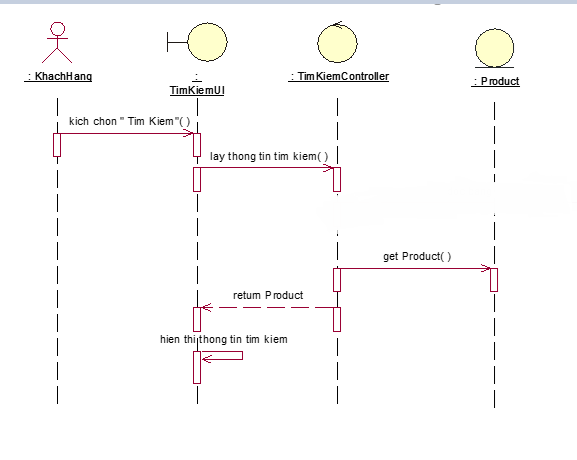 : KhachHang
:
TimKiemUI
: TimKiemController
: Product
kich chon " Tim Kiem"( )
lay thong tin tim kiem( )
get Product( )
return Product
hien thi thong tin tim kiem